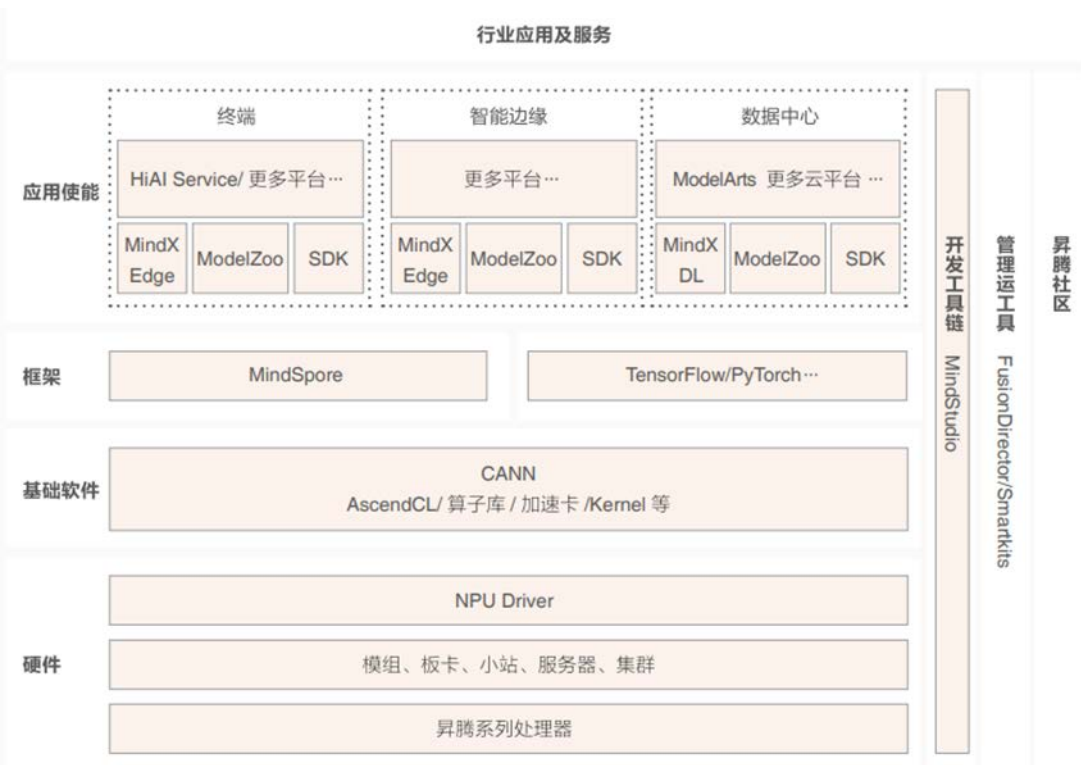 行业应用及服务
应用使能
终端
HiAI Service/ 更多平台…
MindX
Edge
ModelZoo
SDK
智能边缘
更多平台…
MindX
Edge
ModelZoo
SDK
数据中心
ModelArts 更多云平台 …
MindX
DL
ModelZoo
SDK
框架
MindSpore
TensorFlow/PyTorch…
基础软件
CANN
AscendCL/ 算子库 / 加速卡 /Kernel 等
硬件
NPU Driver
模组、板卡、小站、服务器、集群
昇腾系列处理器
开发工具链 MindStudio
管理运工具 FusionDirector/Smartkits
昇腾社区